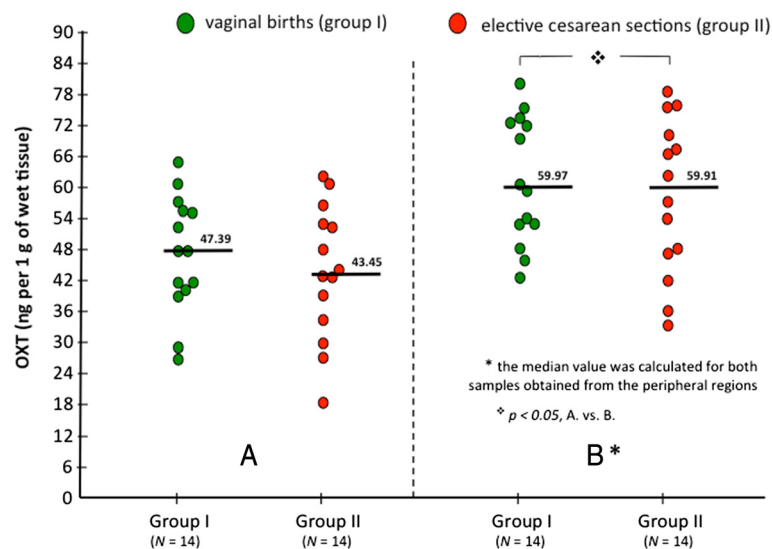 vaginal births (group I)
elective cesarean sections (group II)
OXT (ng per 1 g of wet tissue)
90
84
78
72
66
60
54
48
42
36
30
24
18
12
6
0
47.39
43.45
59.97
59.91
❖
* the median value was calculated for both
samples obtained from the peripheral regions
❖ p < 0.05, A. vs. B.
A
B*
Group I
(N = 14)
Group II
(N = 14)
Group I
(N = 14)
Group II
(N = 14)